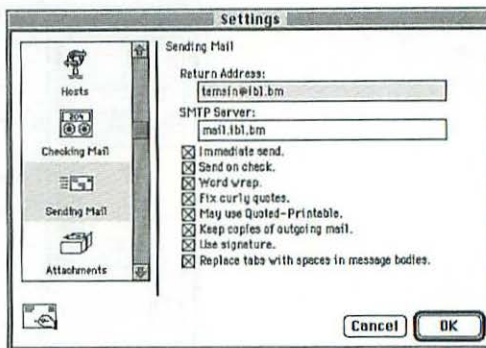 Settings
Hosts
204
Checking Mail
Sending Mail
Attachments
Sending Mail
Return Address:
tamain@ibl.bm
SMTP Server:
mail.ibl.bm
Immediate send.
Send on check.
Word wrap.
Fix curly quotes.
May use Quoted-Printable.
Keep copies of outgoing mail.
Use signature.
Replace tabs with spaces in message bodies.
Cancel
OK